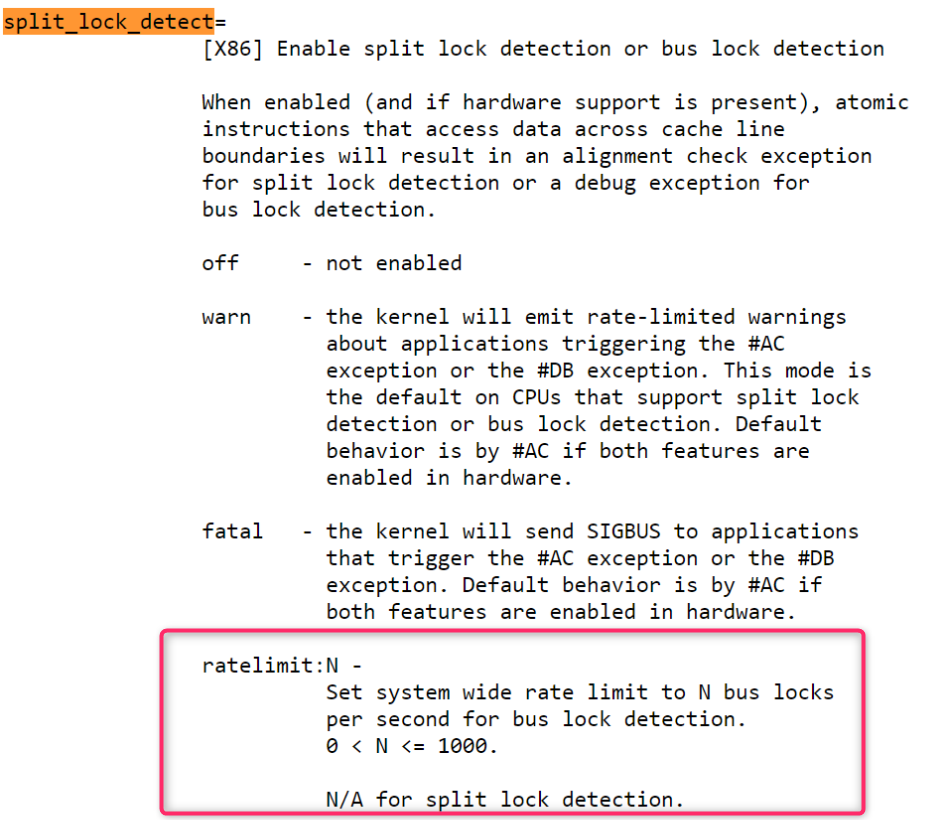 split_lock_detect=
[X86] Enable split lock detection or bus lock detection
When enabled (and if hardware support is present), atomic
instructions that access data across cache line
boundaries will result in an alignment check exception
for split lock detection or a debug exception for
bus lock detection.
off - not enabled
warn - the kernel will emit rate-limited warnings
about applications triggering the #AC
exception or the #DB exception. This mode is
the default on CPUs that support split lock
detection or bus lock detection. Default
behavior is by #AC if both features are
enabled in hardware.
fatal - the kernel will send SIGBUS to applications
that trigger the #AC exception or the #DB
exception. Default behavior is by #AC if
both features are enabled in hardware.
ratelimit:N -
Set system wide rate limit to N bus locks
per second for bus lock detection.
0 < N <= 1000.
N/A for split lock detection.